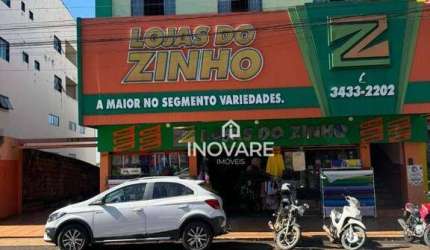 LOJAS DO
ZINHO
Z
3433-2202
A MAIOR NO SEGMENTO VARIEDADES.
Z LOJAS DO ZINHO
INOVARE
IMÓVEIS